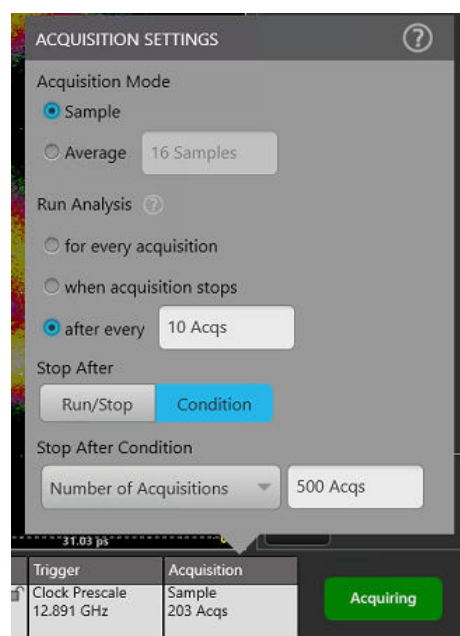 ACQUISITION SETTINGS ?
Acquisition Mode
Sample
Average 16 Samples
Run Analysis ?
for every acquisition
when acquisition stops
after every 10 Acqs
Stop After
Run/Stop Condition
Stop After Condition
Number of Acquisitions 500 Acqs
31.03 ps
Trigger Acquisition
Clock Prescale Sample
12.891 GHz 203 Acqs
Acquiring